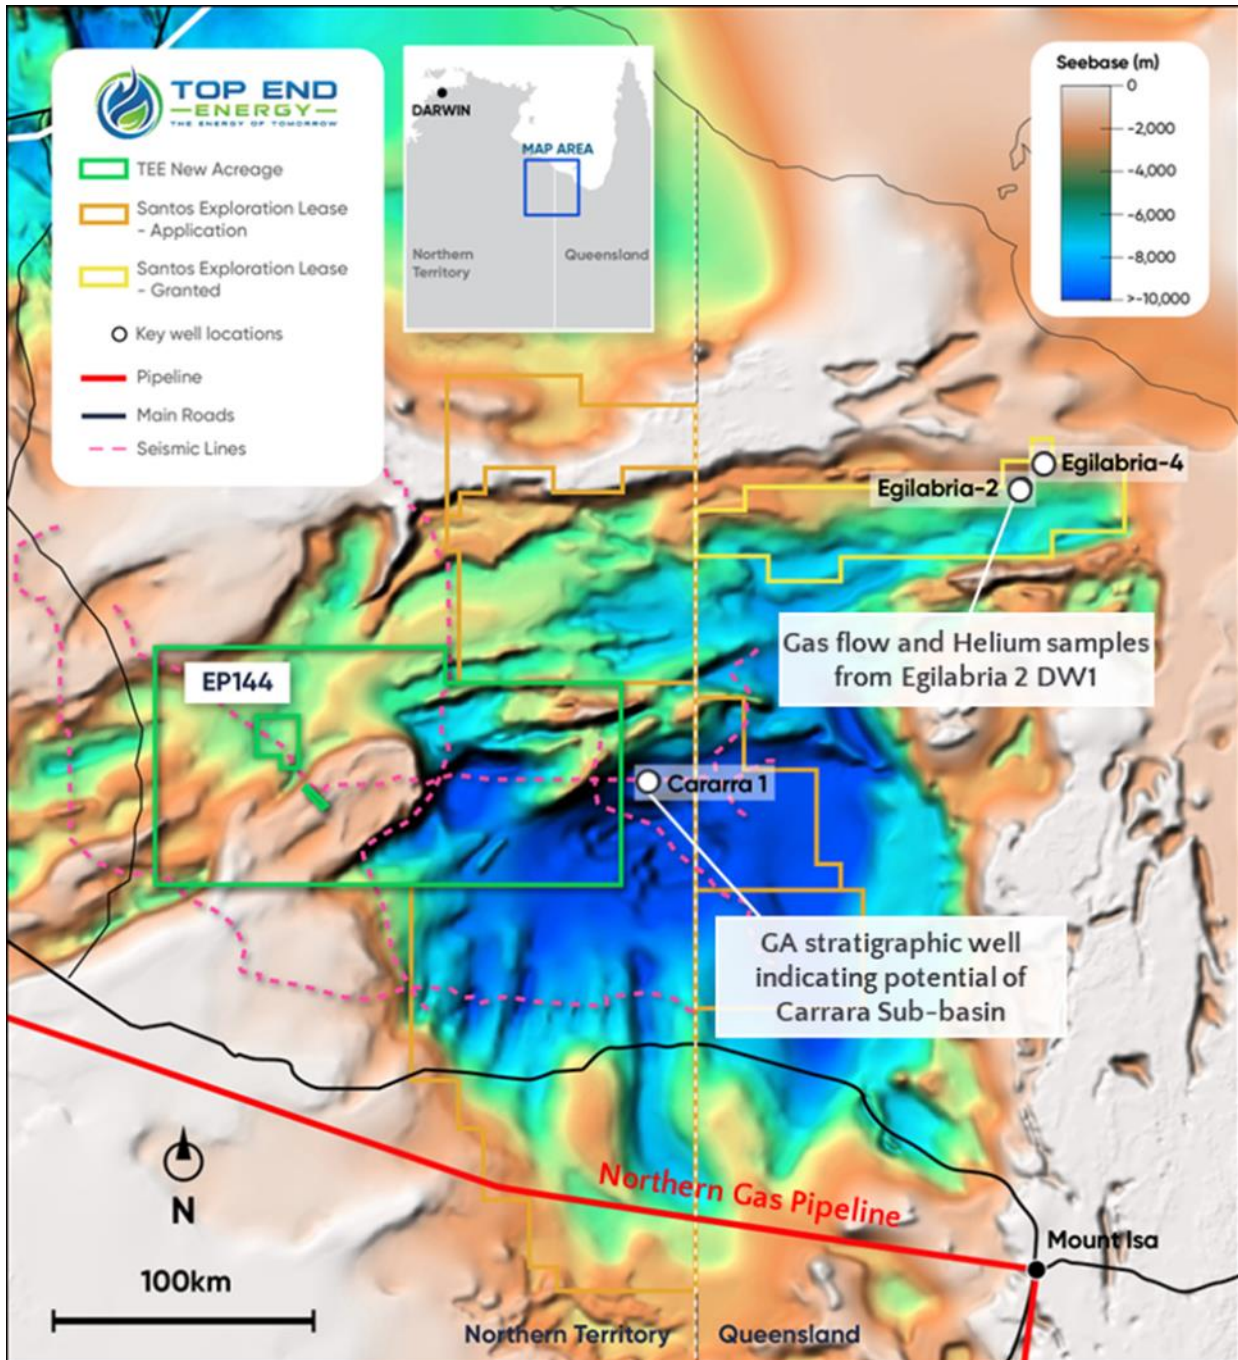 TOP END
ENERGY
THE ENERGY OF TOMORROW
TEE New Acreage
Santos Exploration Lease
- Application
Santos Exploration Lease
- Granted
Key well locations
Pipeline
Main Roads
Seismic Lines
DARWIN
MAP AREA
Northern
Territory
Queensland
Seebase (m)
0
-2,000
-4,000
-6,000
-8,000
>-10,000
Egilabria-4
Egilabria-2
Gas flow and Helium samples
from Egilabria 2 DW1
EP144
Cararra 1
GA stratigraphic well
indicating potential of
Carrara Sub-basin
Northern Gas Pipeline
Mount Isa
N
100km
Northern Territory
Queensland